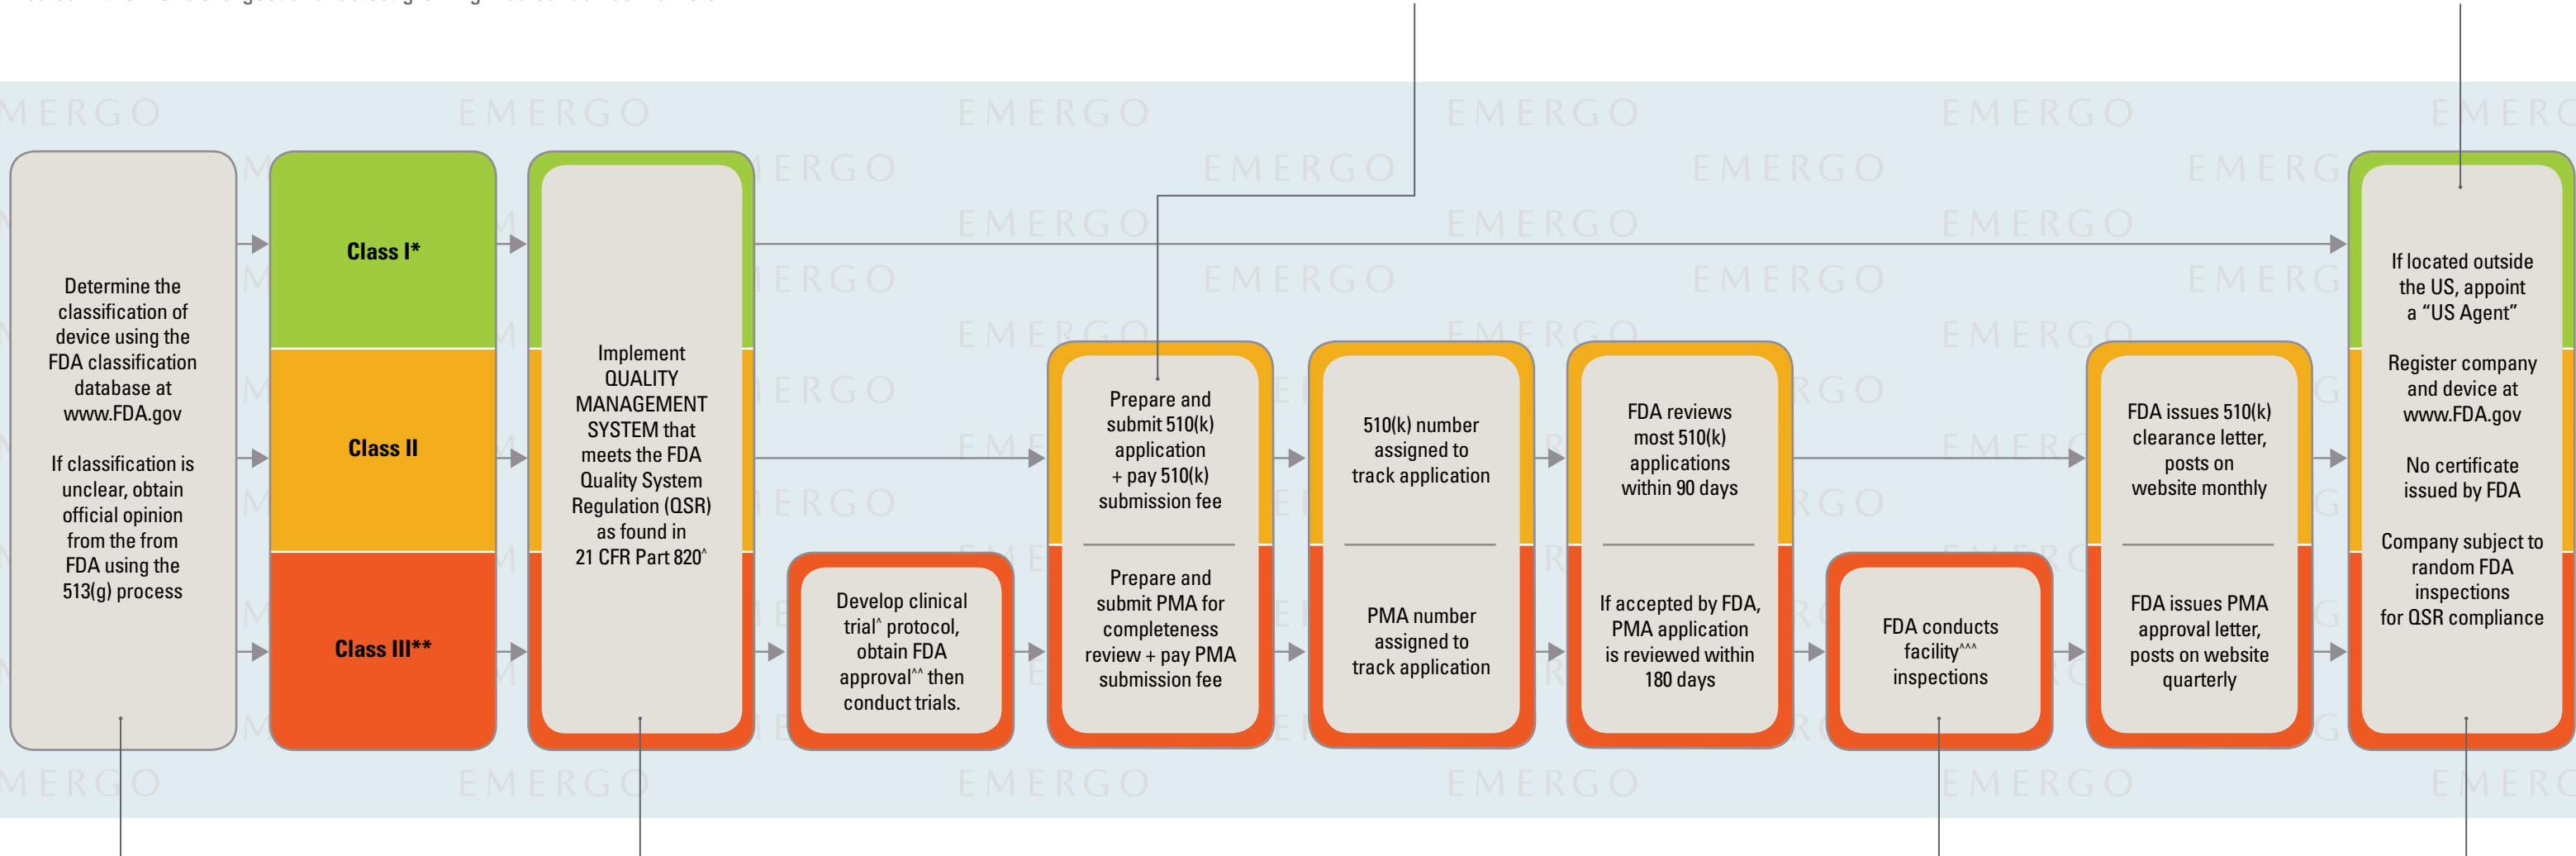 Determine the
classification of
device using the
FDA classification
database at
www.FDA.gov
If classification is
unclear, obtain
official opinion
from the from
FDA using the
513(g) process
Class I*
Class II
Class III**
Implement
QUALITY
MANAGEMENT
SYSTEM that
meets the FDA
Quality System
Regulation (QSR)
as found in
21 CFR Part 820^
Develop clinical
trial^ protocol,
obtain FDA
approval^^ then
conduct trials.
Prepare and
submit 510(k)
application
+ pay 510(k)
submission fee
Prepare and
submit PMA for
completeness
review + pay PMA
submission fee
510(k) number
assigned to
track application
PMA number
assigned to
track application
FDA reviews
most 510(k)
applications
within 90 days
If accepted by FDA,
PMA application
is reviewed within
180 days
FDA conducts
facility^^^
inspections
FDA issues 510(k)
clearance letter,
posts on
website monthly
FDA issues PMA
approval letter,
posts on website
quarterly
If located outside
the US, appoint
a “US Agent”
Register company
and device at
www.FDA.gov
No certificate
issued by FDA
Company subject to
random FDA
inspections
for QSR compliance
EMERGO